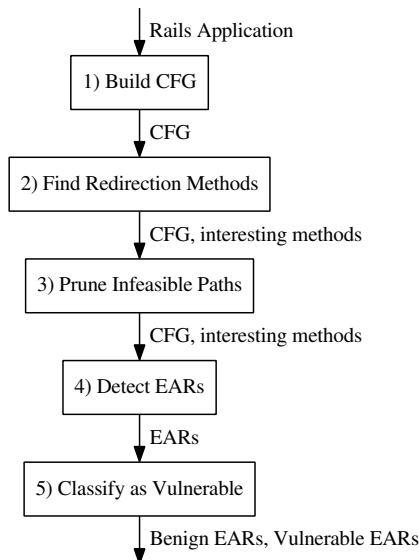 Rails Application
1) Build CFG
CFG
2) Find Redirection Methods
CFG, interesting methods
3) Prune Infeasible Paths
CFG, interesting methods
4) Detect EARs
EARs
5) Classify as Vulnerable
Benign EARs, Vulnerable EARs